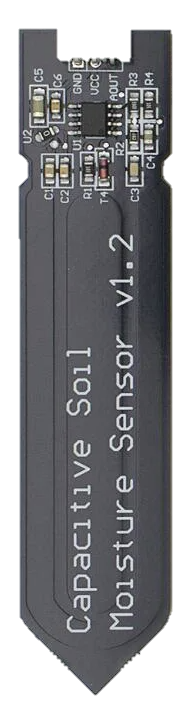 GND
VCC
AOUT
C5
C6
U2
U1
R3
R4
R2
C4
C1
C2
R1
T4
C3
Capacitive Soil
Moisture Sensor v1.2